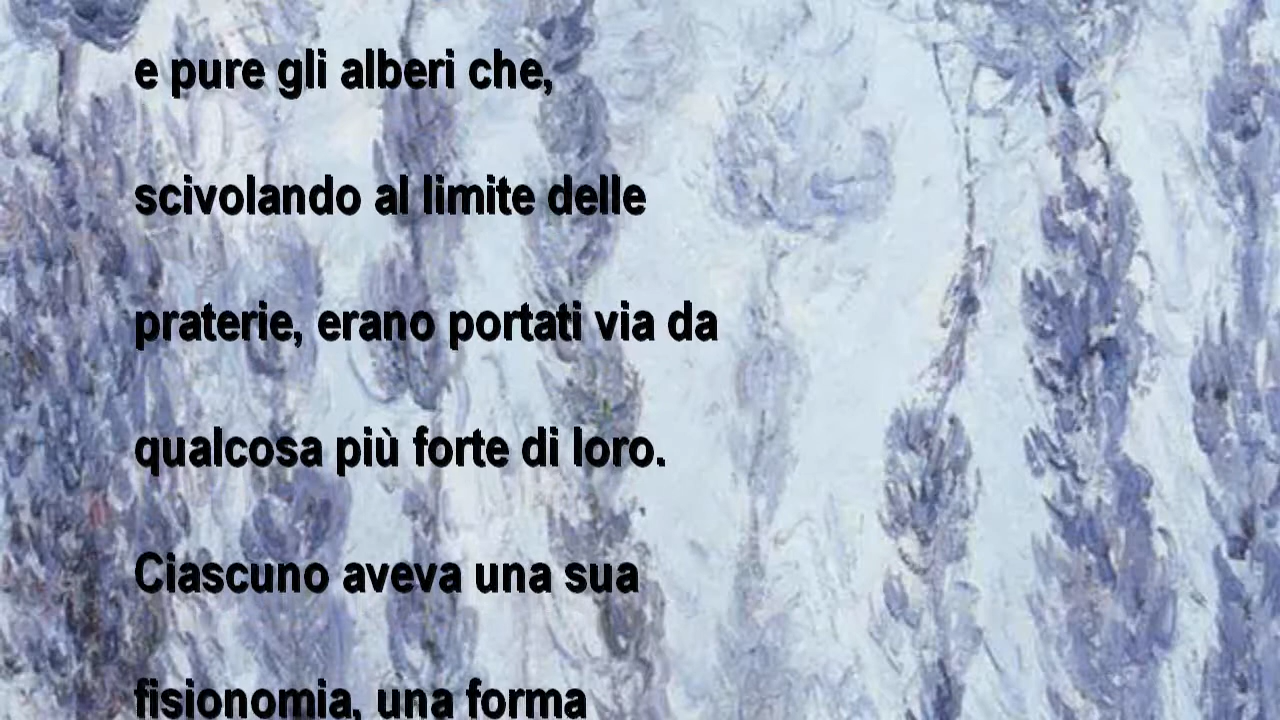 e pure gli alberi che,
scivolando al limite delle
praterie, erano portati via da
qualcosa più forte di loro.
Ciascuno aveva una sua
fisionomia, una forma